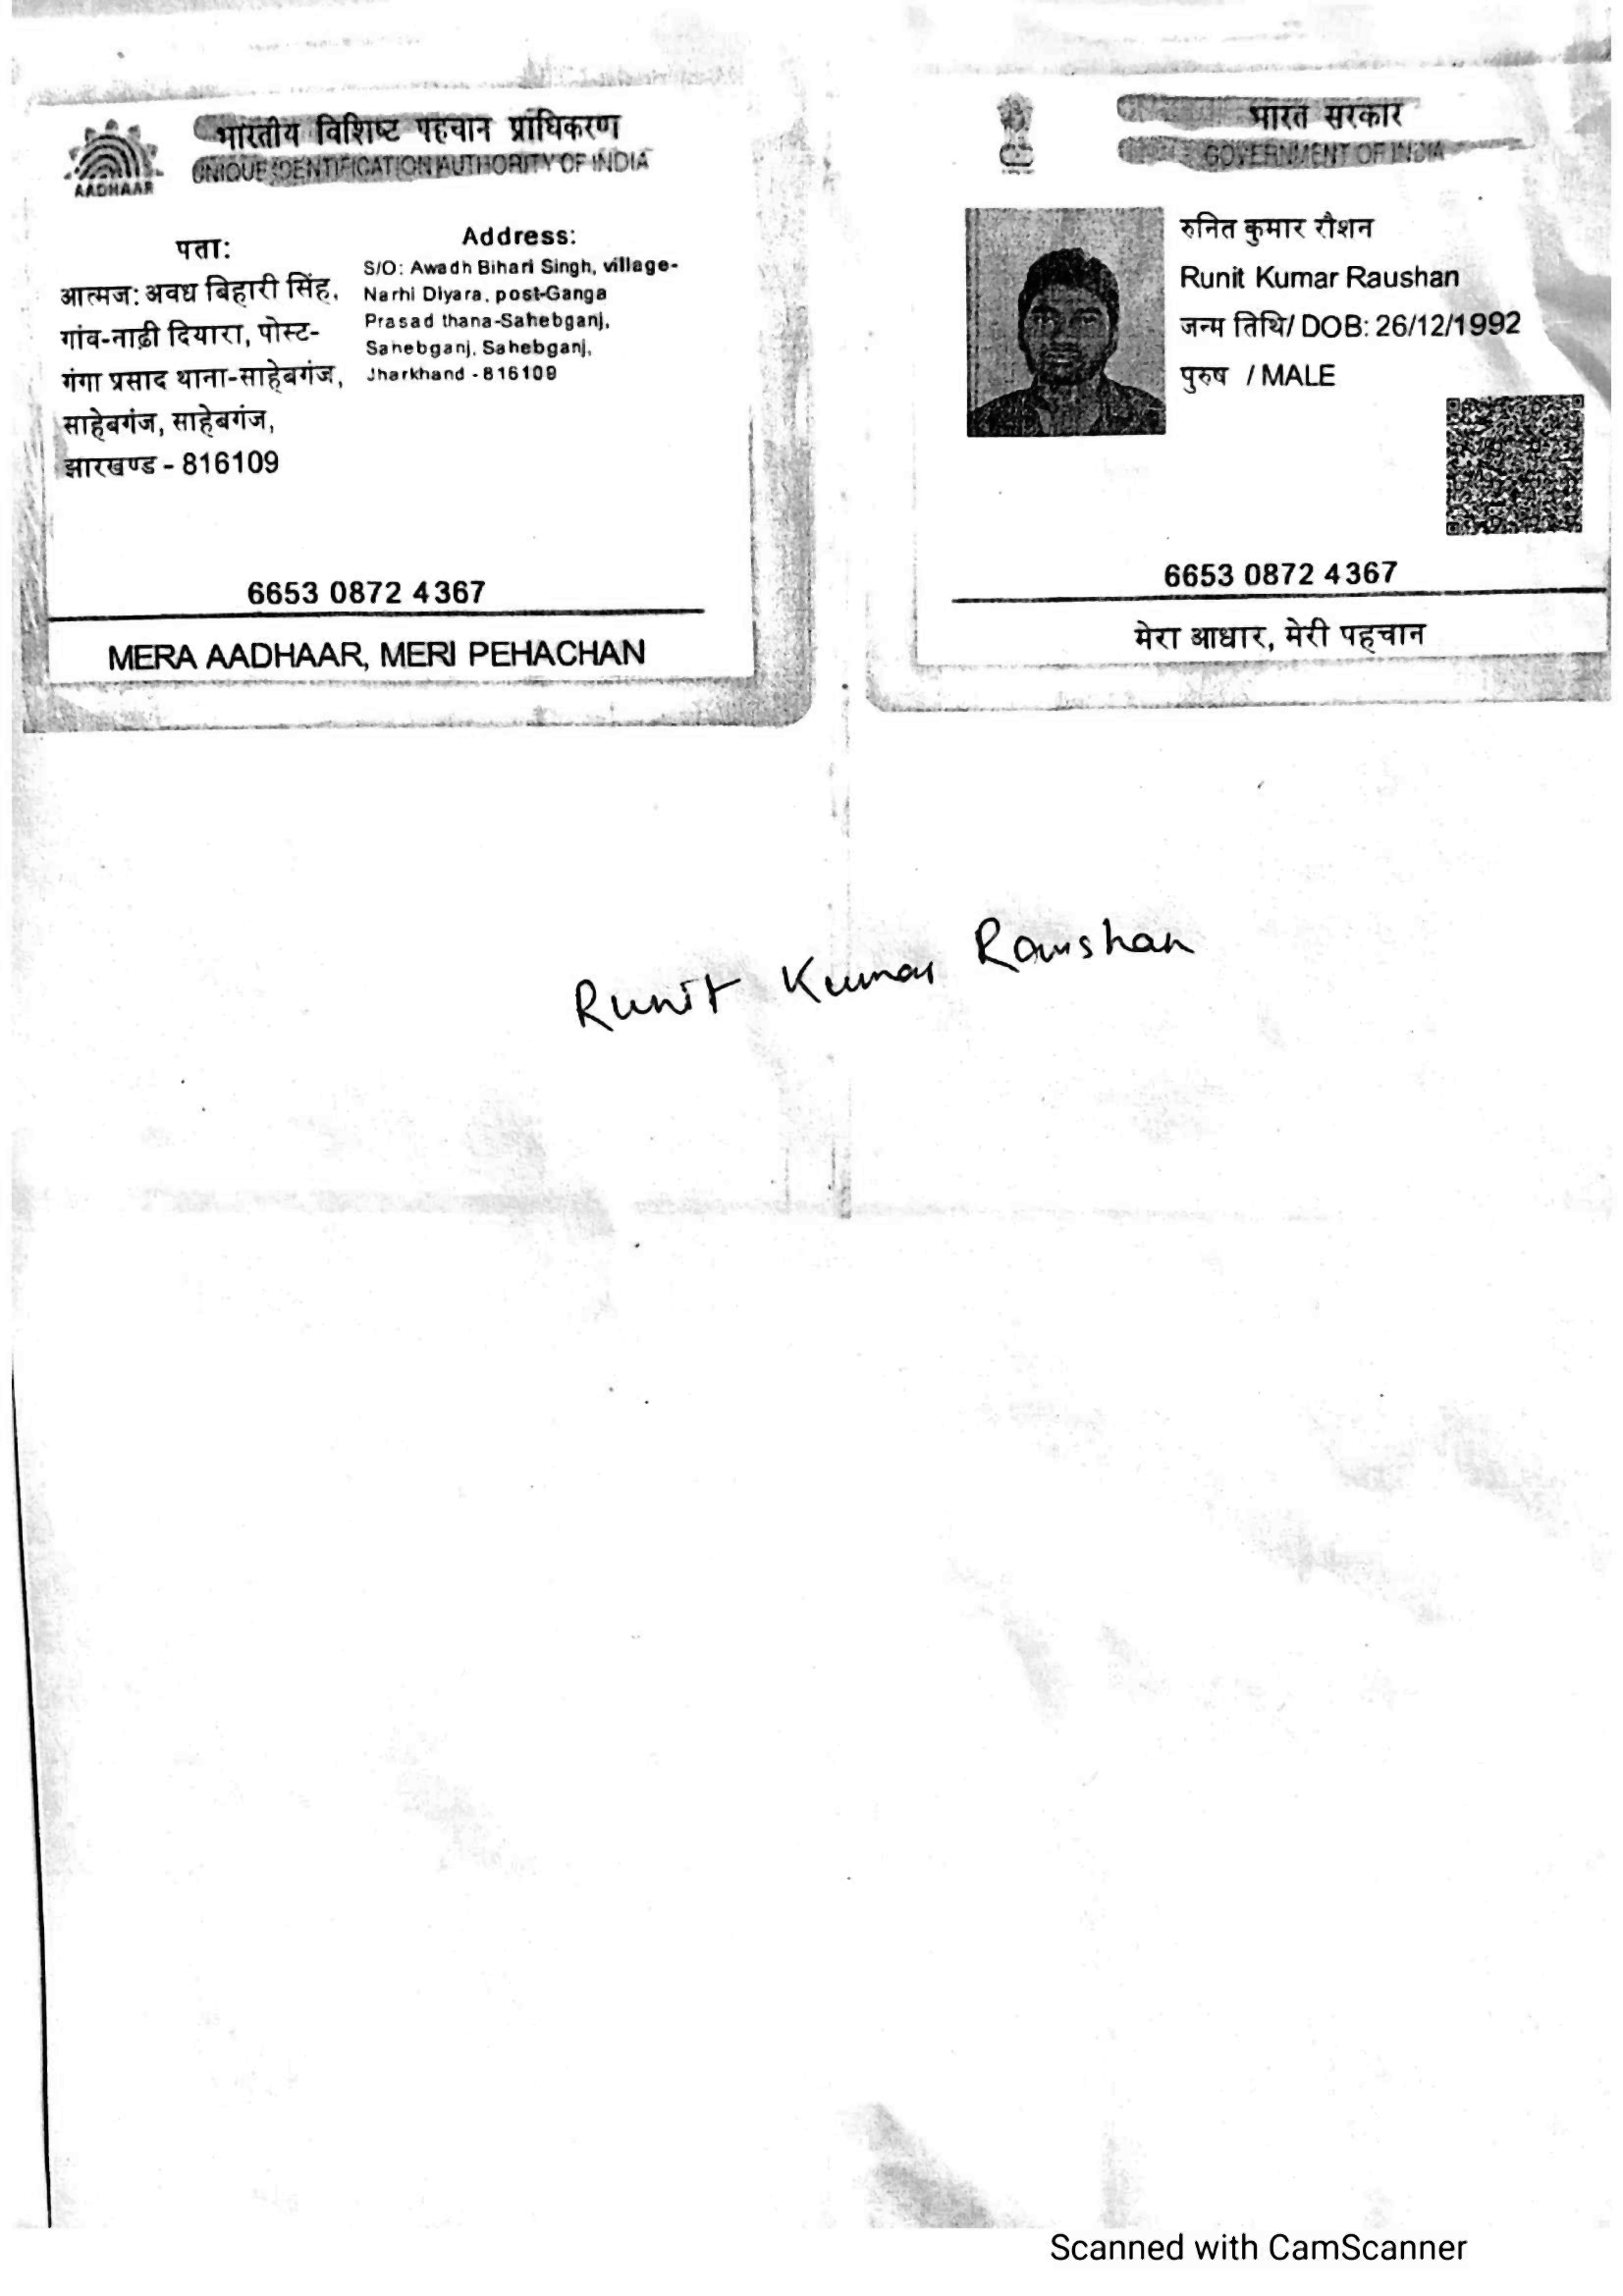 भारतीय विशिष्ट पहचान प्राधिकरण
UNIQUE IDENTIFICATION AUTHORITY OF INDIA
AADHAAR
पता:
आत्मज: अवध बिहारी सिंह,
गांव-नाढ़ी दियारा, पोस्ट-
गंगा प्रसाद थाना-साहेबगंज,
साहेबगंज, साहेबगंज,
झारखण्ड - 816109
Address:
S/O: Awadh Bihari Singh, village-
Narhi Diyara, post-Ganga
Prasad thana-Sahebganj,
Sahebganj, Sahebganj,
Jharkhand - 816109
6653 0872 4367
MERA AADHAAR, MERI PEHACHAN
भारत सरकार
GOVERNMENT OF INDIA
रुनित कुमार रौशन
Runit Kumar Raushan
जन्म तिथि/ DOB: 26/12/1992
पुरुष / MALE
6653 0872 4367
मेरा आधार, मेरी पहचान
Runit Kumar Raushan
Scanned with CamScanner